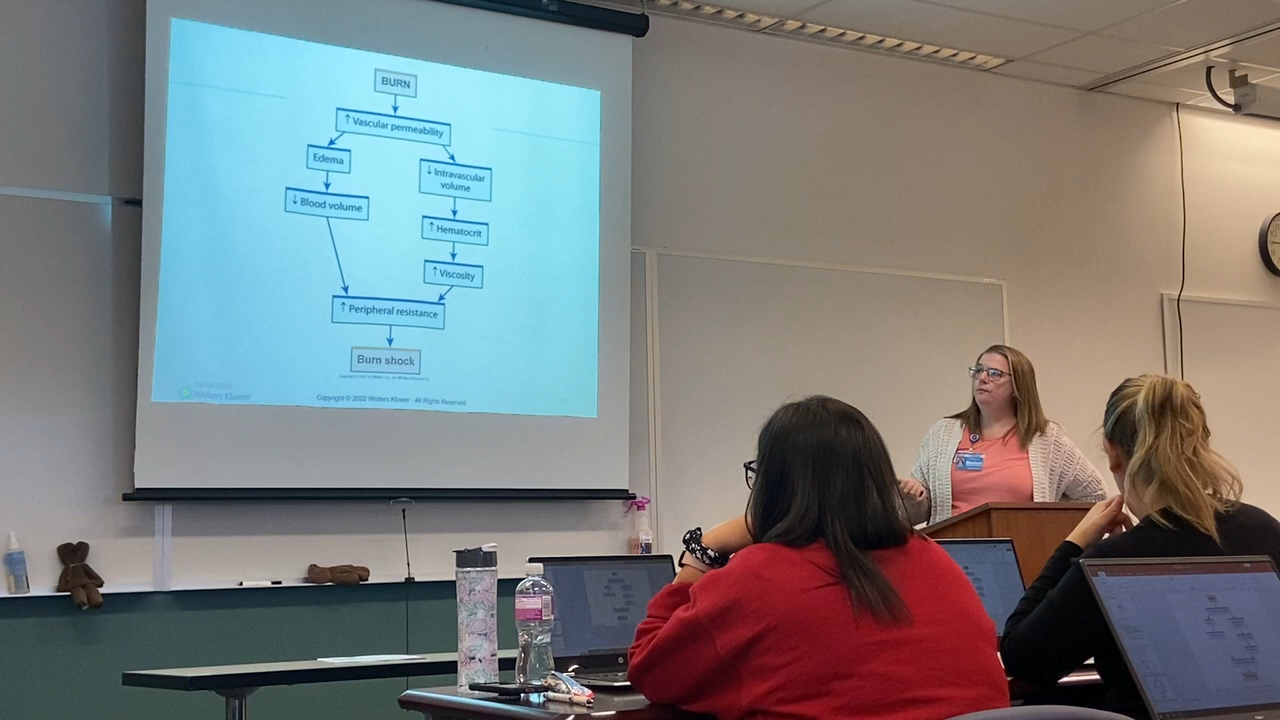 BURN
↑ Vascular permeability
Edema
↓ Intravascular
volume
↓ Blood volume
↑ Hematocrit
↑ Viscosity
↑ Peripheral resistance
Burn shock
Wolters Kluwer
Copyright © 2022 Wolters Kluwer · All Rights Reserved